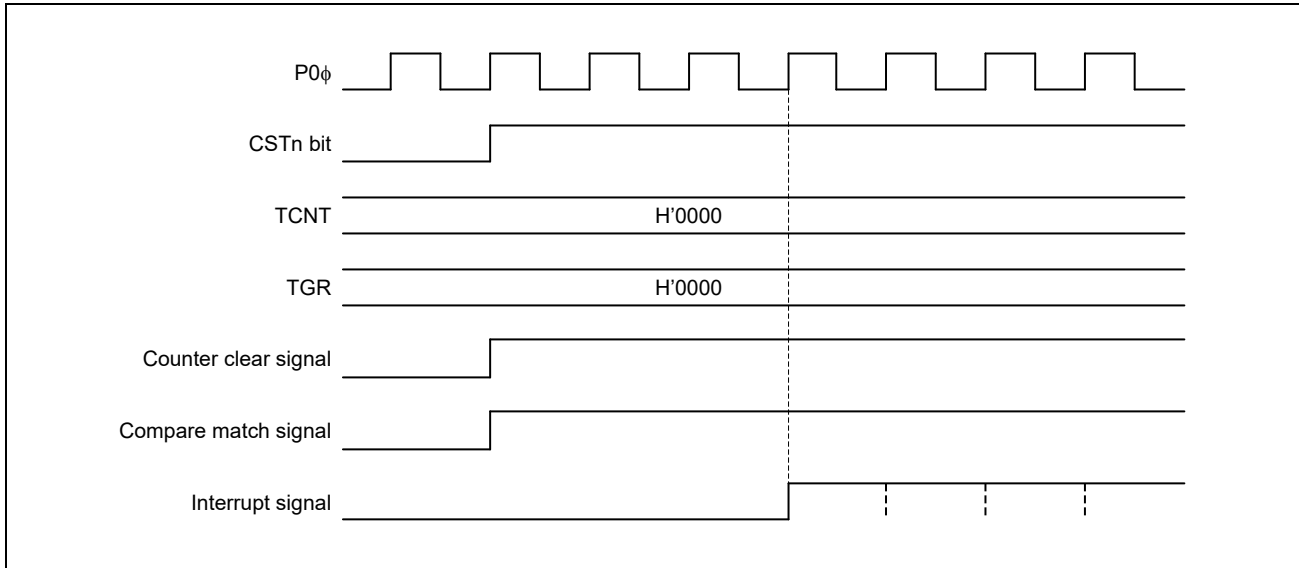 P0ϕ
CSTn bit
TCNT
H’0000
TGR
H’0000
Counter clear signal
Compare match signal
Interrupt signal